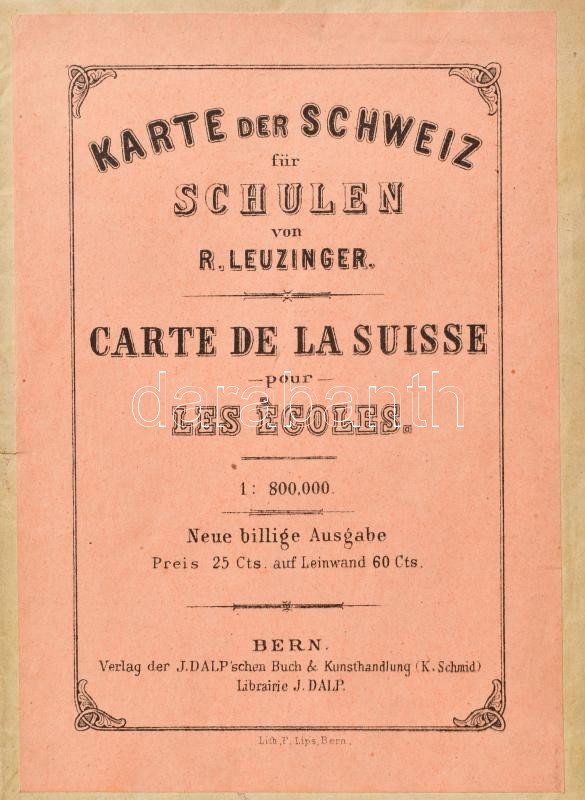 KARTE DER SCHWEIZ
für
SCHULEN
von
R. LEUZINGER.
CARTE DE LA SUISSE
— pour —
LES ÉCOLES.
darabanth
1: 800,000.
Neue billige Ausgabe
Preis 25 Cts. auf Leinwand 60 Cts.
BERN.
Verlag der J. DALP'schen Buch & Kunsthandlung (K. Schmid)
Librairie J. DALP.
Lith. F. Lips, Bern.